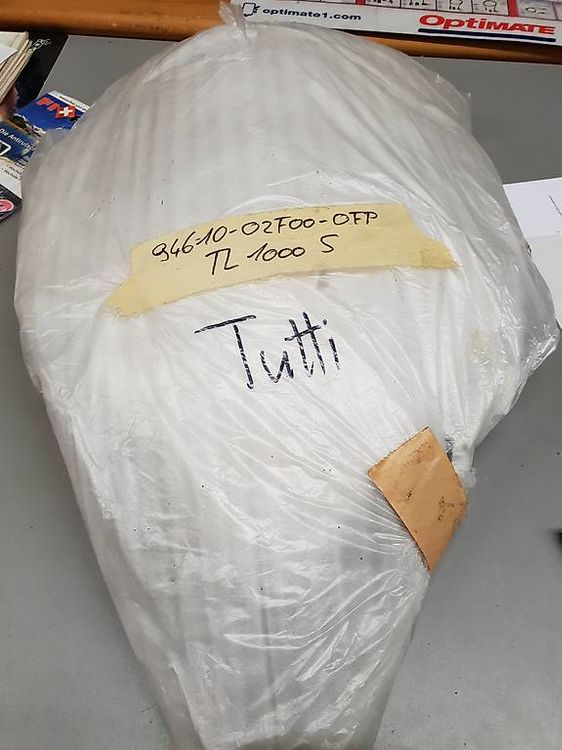 optimate1.com
OPTIMATE
94610-02F00-0FP
TL 1000 S
Tutti